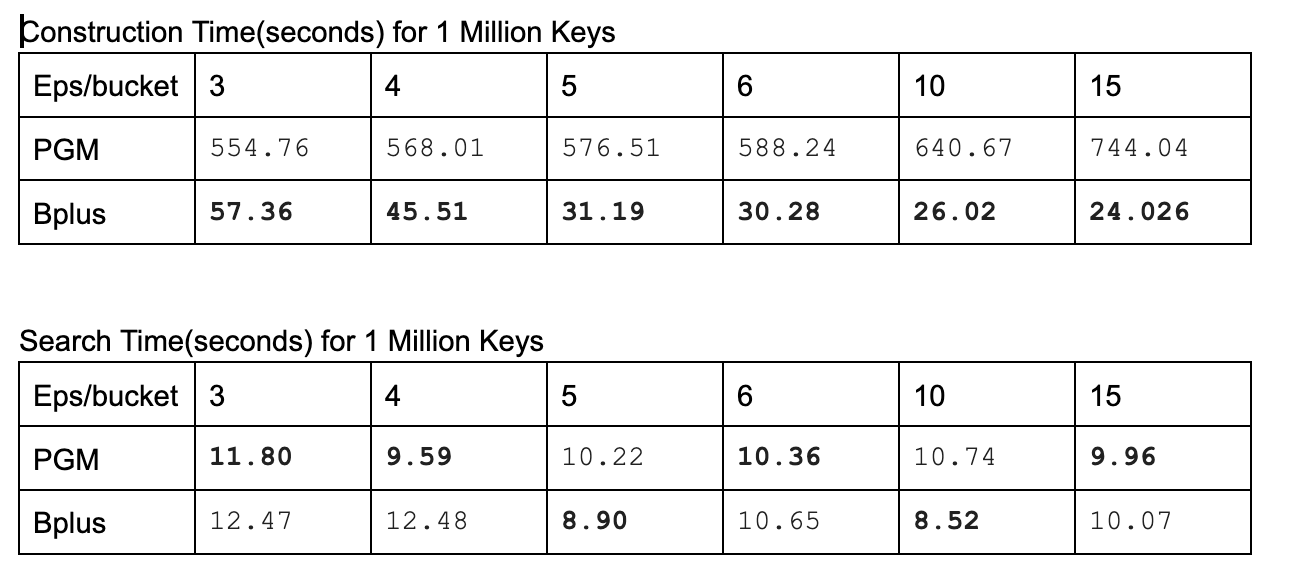 Construction Time(seconds) for 1 Million Keys
Eps/bucket 3 4 5 6 10 15
PGM 554.76 568.01 576.51 588.24 640.67 744.04
Bplus 57.36 45.51 31.19 30.28 26.02 24.026
Search Time(seconds) for 1 Million Keys
Eps/bucket 3 4 5 6 10 15
PGM 11.80 9.59 10.22 10.36 10.74 9.96
Bplus 12.47 12.48 8.90 10.65 8.52 10.07